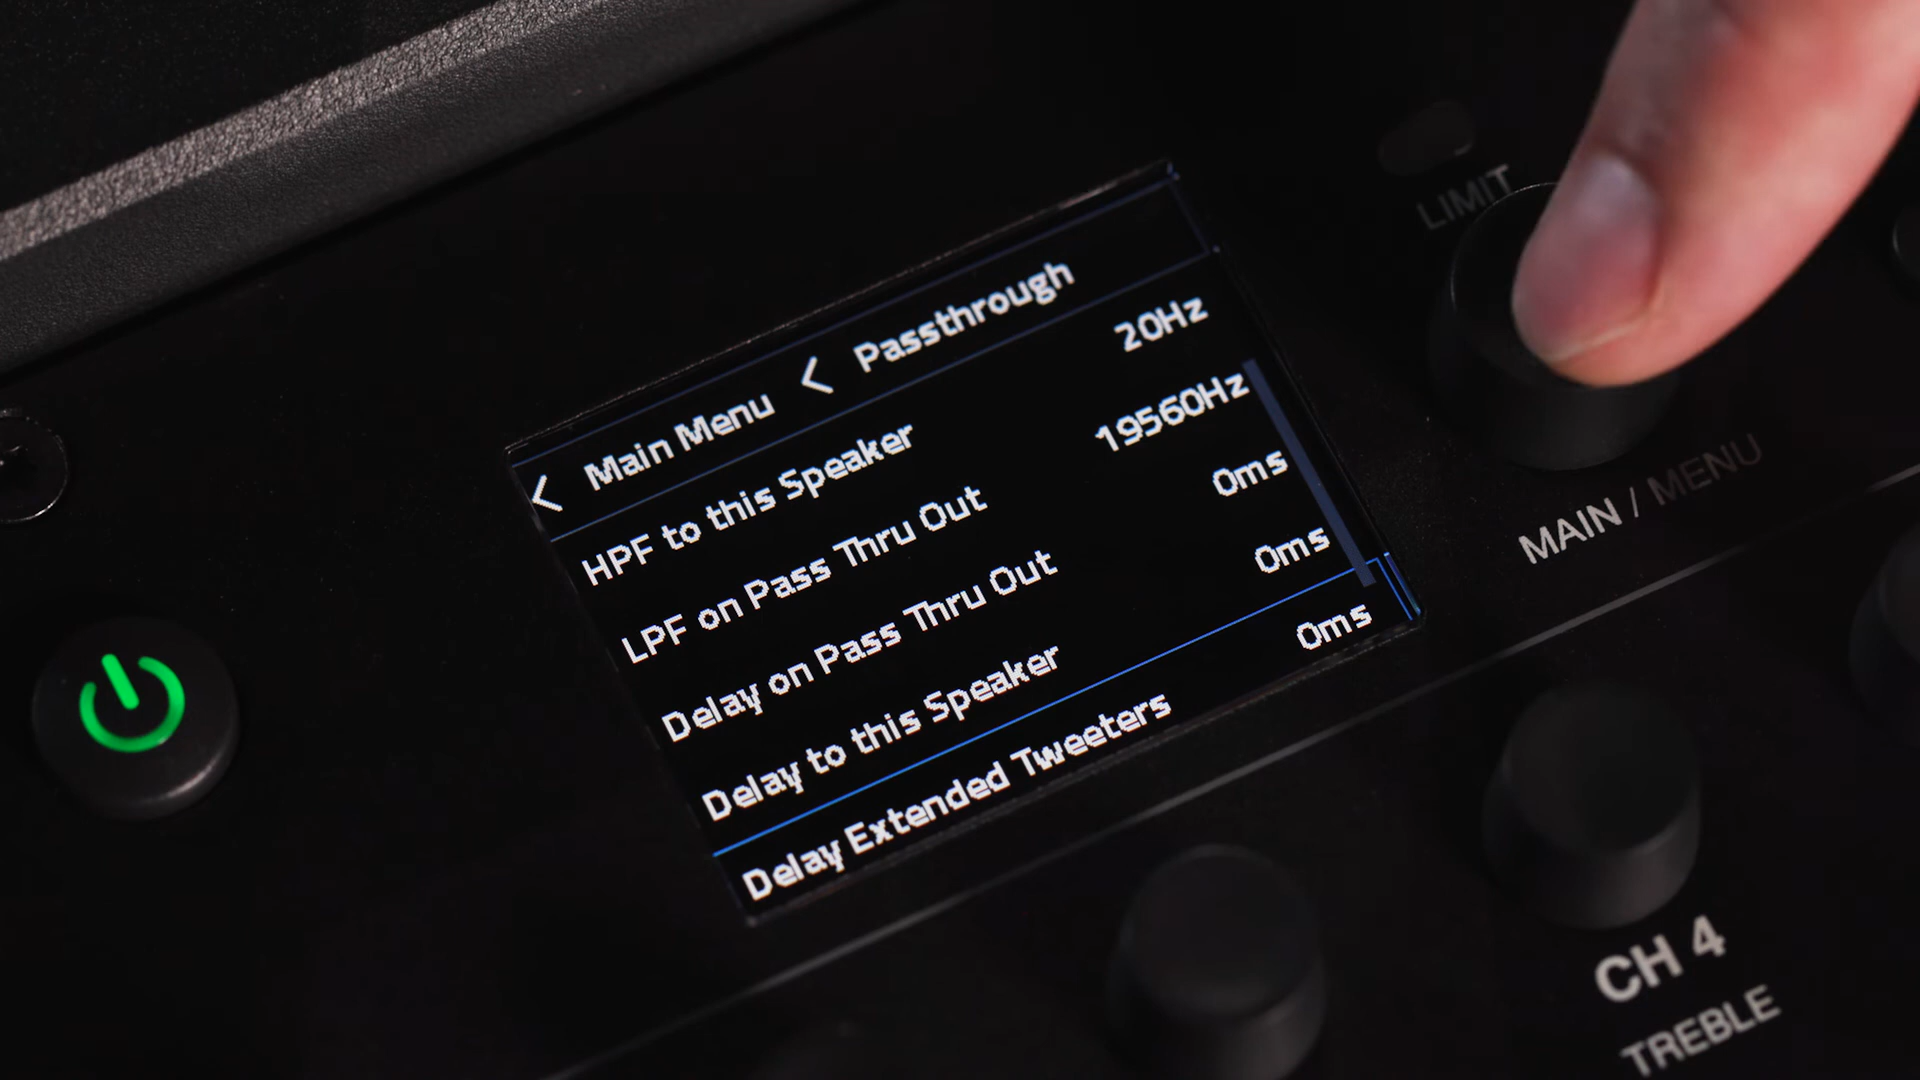 < Main Menu < Passthrough
HPF to this Speaker 20Hz
LPF on Pass Thru Out 19560Hz
Delay on Pass Thru Out 0ms
Delay to this Speaker 0ms
Delay Extended Tweeters 0ms
LIMIT
MAIN / MENU
CH 4
TREBLE